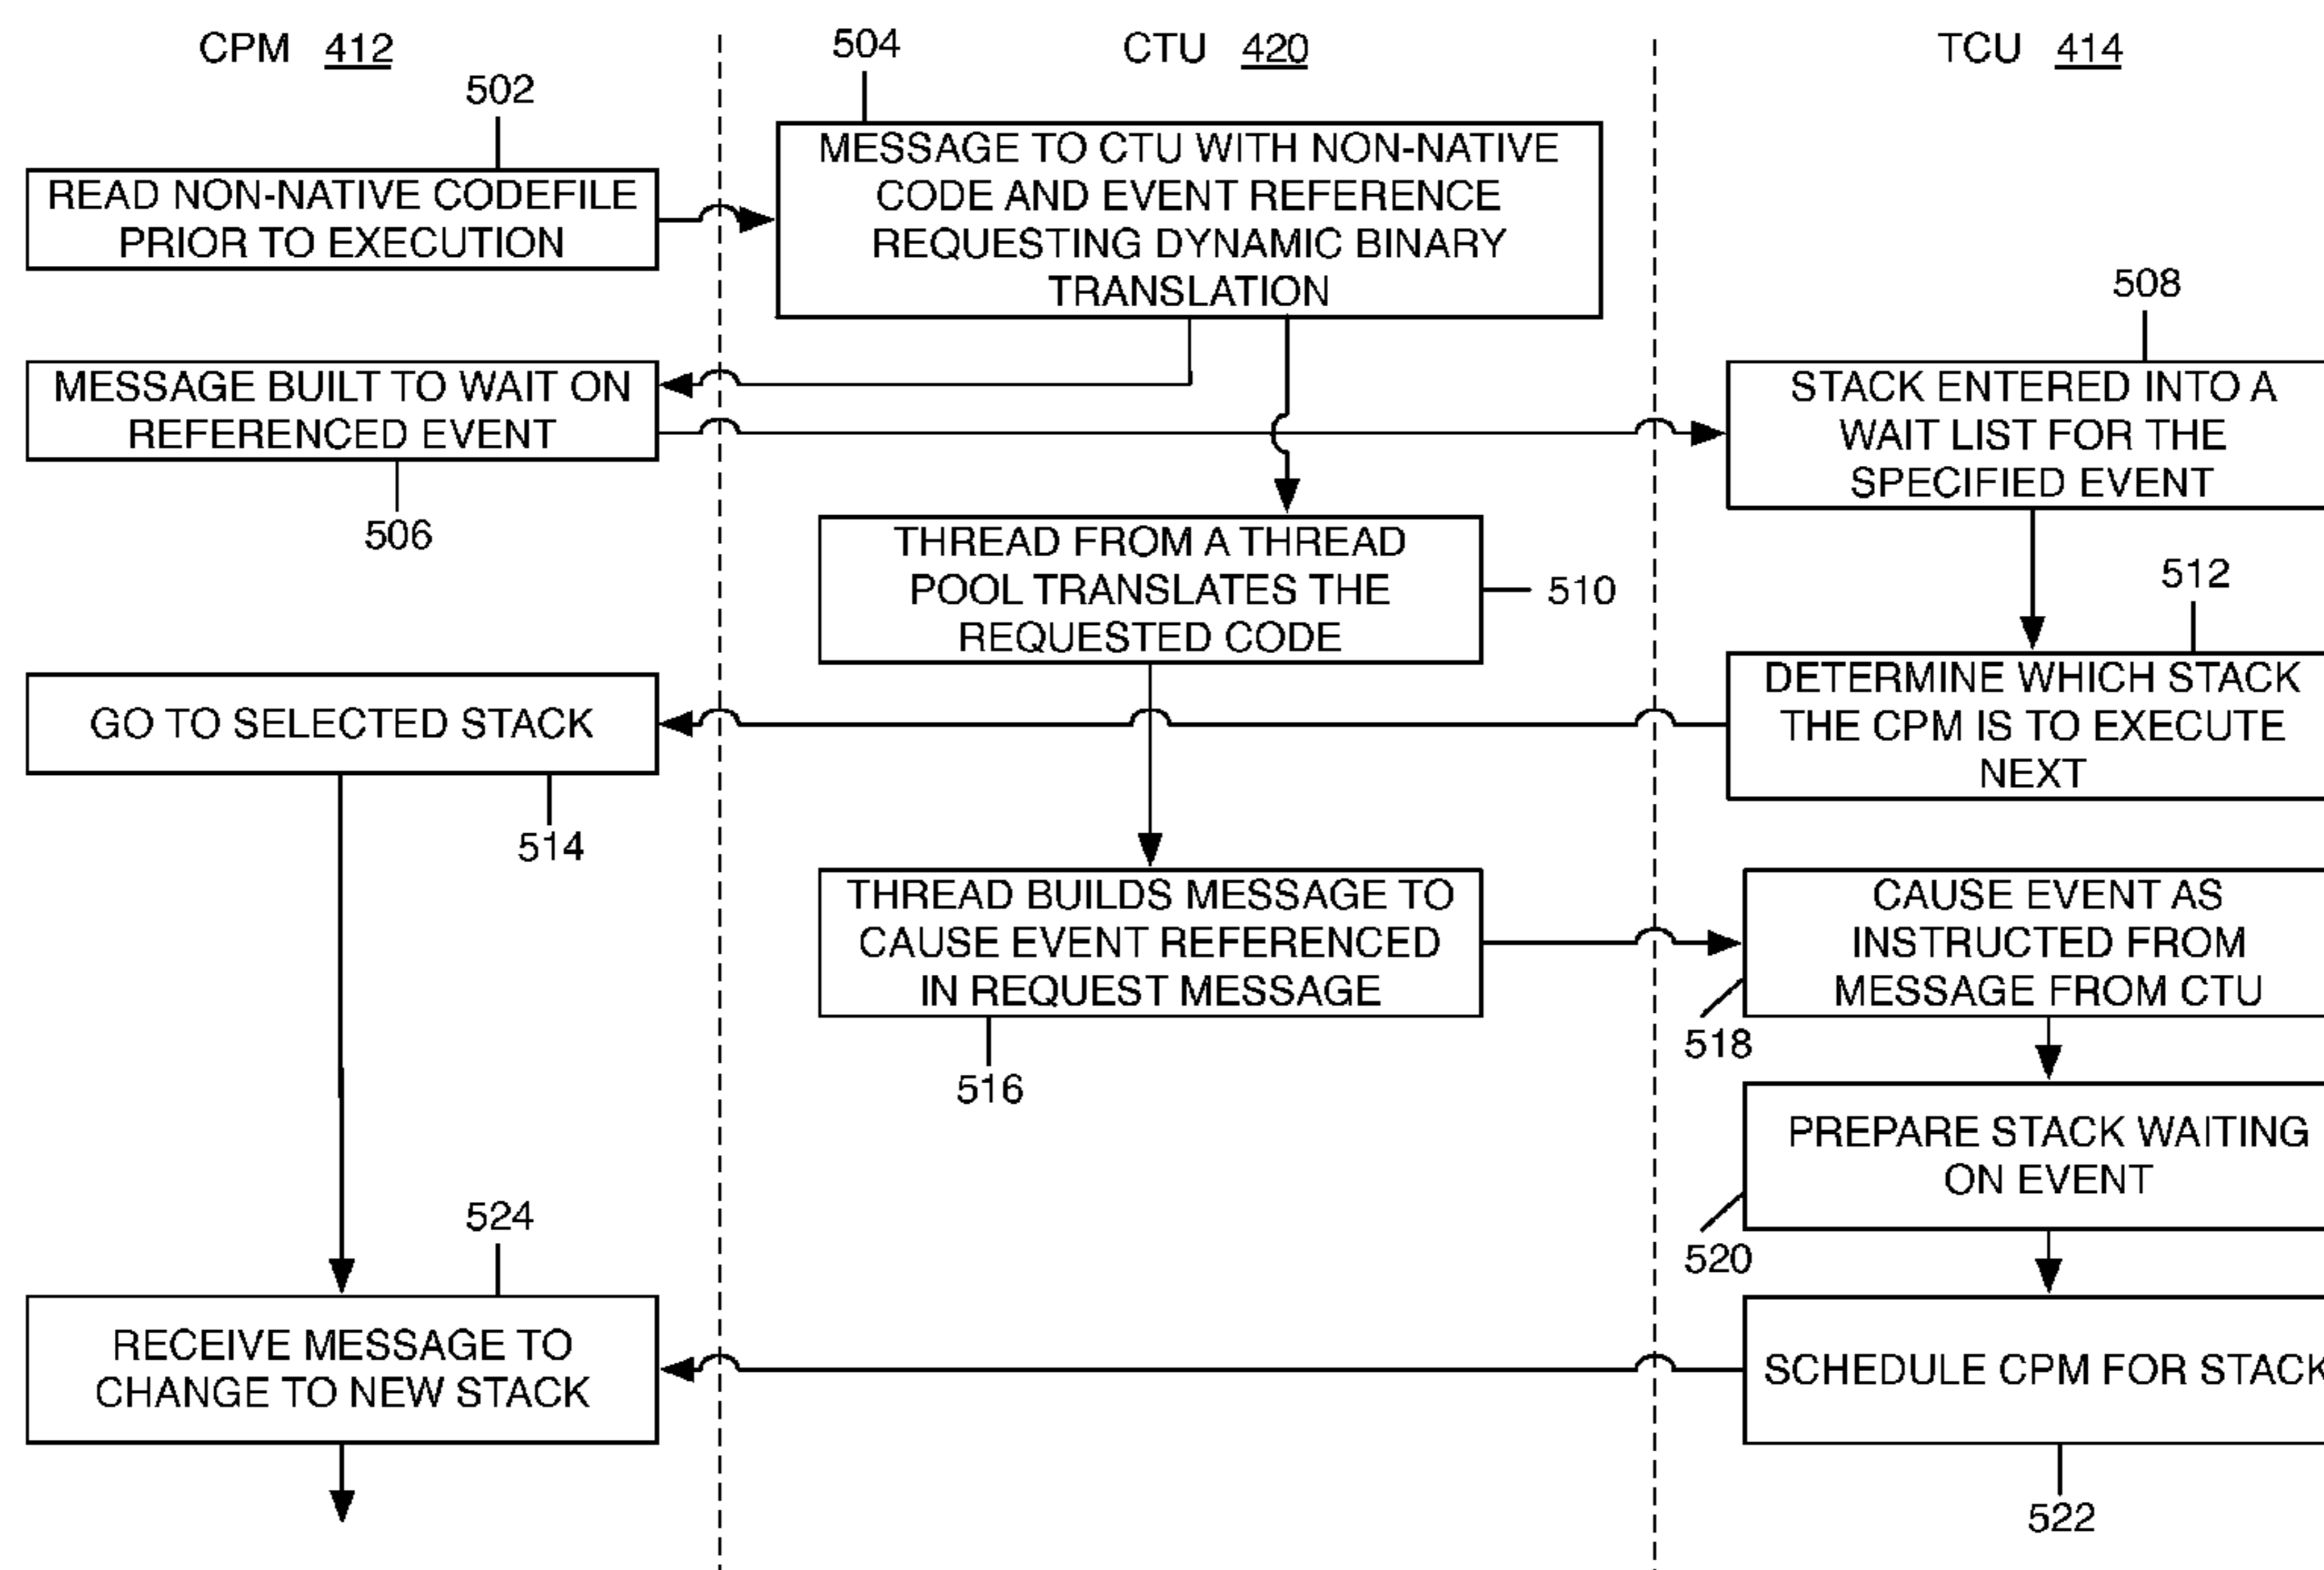 CPM 412
CTU 420
TCU 414
502
READ NON-NATIVE CODEFILE
PRIOR TO EXECUTION
504
MESSAGE TO CTU WITH NON-NATIVE
CODE AND EVENT REFERENCE
REQUESTING DYNAMIC BINARY
TRANSLATION
MESSAGE BUILT TO WAIT ON
REFERENCED EVENT
506
508
STACK ENTERED INTO A
WAIT LIST FOR THE
SPECIFIED EVENT
THREAD FROM A THREAD
POOL TRANSLATES THE
REQUESTED CODE
510
512
DETERMINE WHICH STACK
THE CPM IS TO EXECUTE
NEXT
GO TO SELECTED STACK
514
THREAD BUILDS MESSAGE TO
CAUSE EVENT REFERENCED
IN REQUEST MESSAGE
516
CAUSE EVENT AS
INSTRUCTED FROM
MESSAGE FROM CTU
518
PREPARE STACK WAITING
ON EVENT
520
SCHEDULE CPM FOR STACK
522
524
RECEIVE MESSAGE TO
CHANGE TO NEW STACK